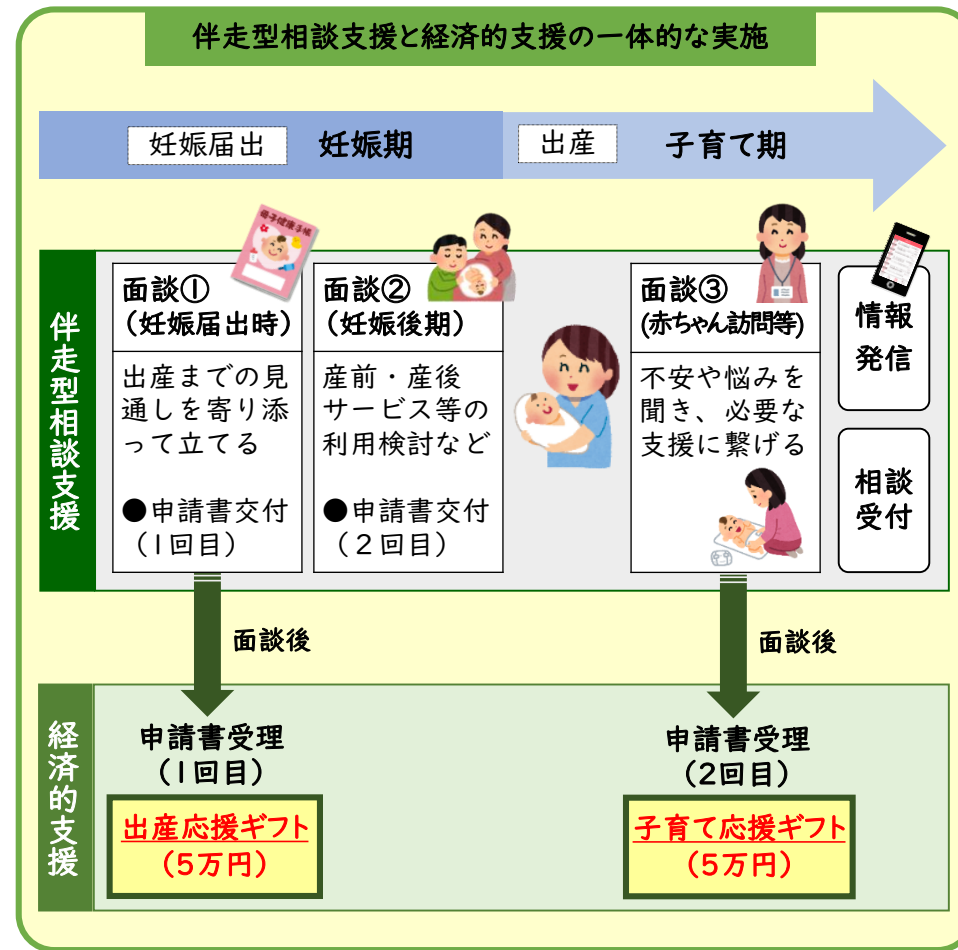 伴走型相談支援と経済的支援の一体的な実施
妊娠届出
妊娠期
出産
子育て期
伴走型相談支援
母子健康手帳
面談①
(妊娠届出時)
出産までの見
通しを寄り添
って立てる
●申請書交付
(1回目)
面談②
(妊娠後期)
産前・産後
サービス等の
利用検討など
●申請書交付
(2回目)
面談③
(赤ちゃん訪問等)
不安や悩みを
聞き、必要な
支援に繋げる
情報
発信
相談
受付
面談後
面談後
経済的支援
申請書受理
(1回目)
出産応援ギフト
(5万円)
申請書受理
(2回目)
子育て応援ギフト
(5万円)